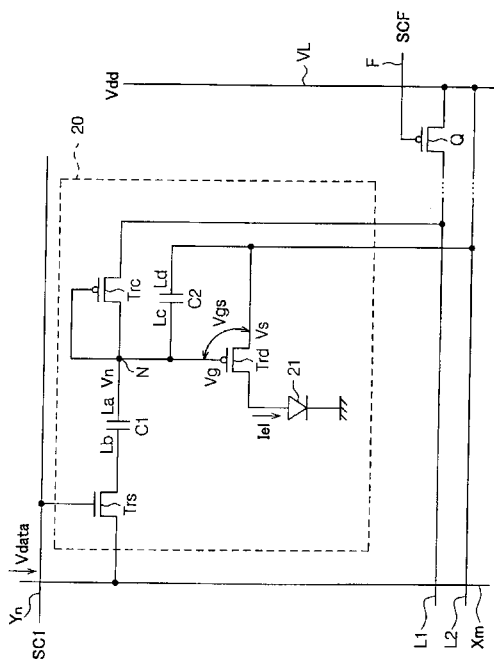 Yn
SC1
Vdata
20
Vdd
VL
F
SCF
Q
Trc
Lc
Ld
C2
Vn
N
La
Lb
C1
Trs
Vg
Vgs
Vs
Trd
Iel
21
L1
L2
Xm